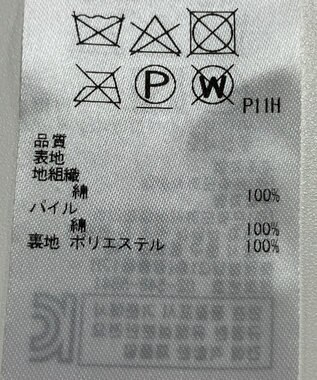 P
W
P11H
品質
表地
地組織
綿 100%
パイル
綿 100%
裏地 ポリエステル 100%